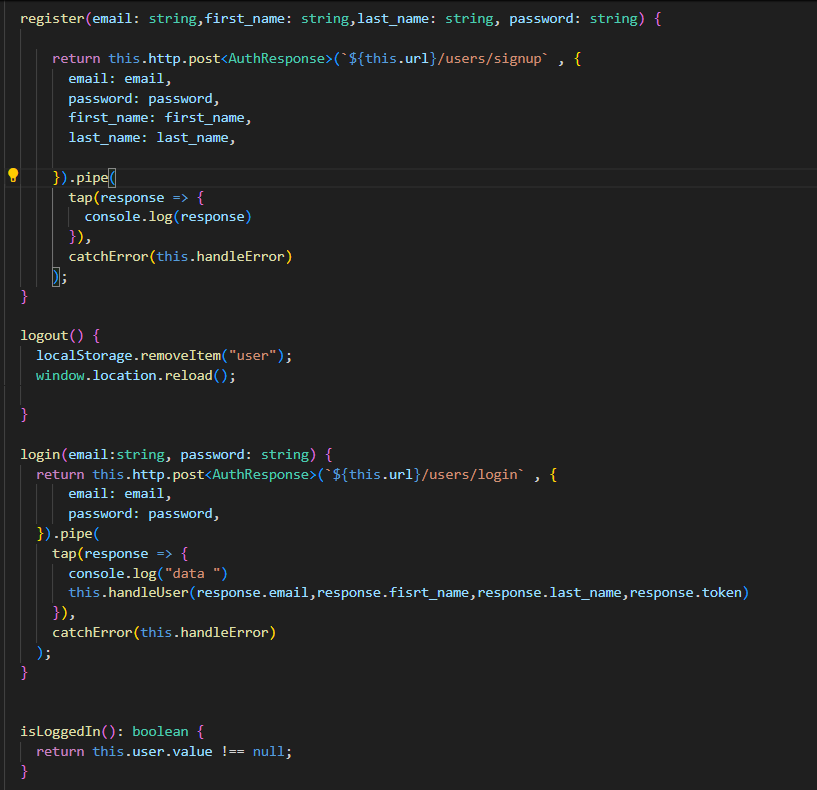 register(email: string,first_name: string,last_name: string, password: string) {
return this.http.post<AuthResponse>(`${this.url}/users/signup` , {
email: email,
password: password,
first_name: first_name,
last_name: last_name,
}).pipe(
tap(response => {
console.log(response)
}),
catchError(this.handleError)
);
}
logout() {
localStorage.removeItem("user");
window.location.reload();
}
login(email:string, password: string) {
return this.http.post<AuthResponse>(`${this.url}/users/login` , {
email: email,
password: password,
}).pipe(
tap(response => {
console.log("data ")
this.handleUser(response.email,response.fisrt_name,response.last_name,response.token)
}),
catchError(this.handleError)
);
}
isLoggedIn(): boolean {
return this.user.value !== null;
}